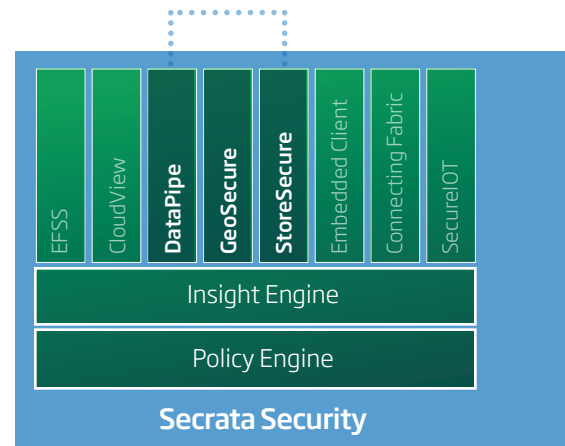 EFSS
CloudView
DataPipe
GeoSecure
StoreSecure
Embedded Client
Connecting Fabric
SecureIOT
Insight Engine
Policy Engine
Secrata Security